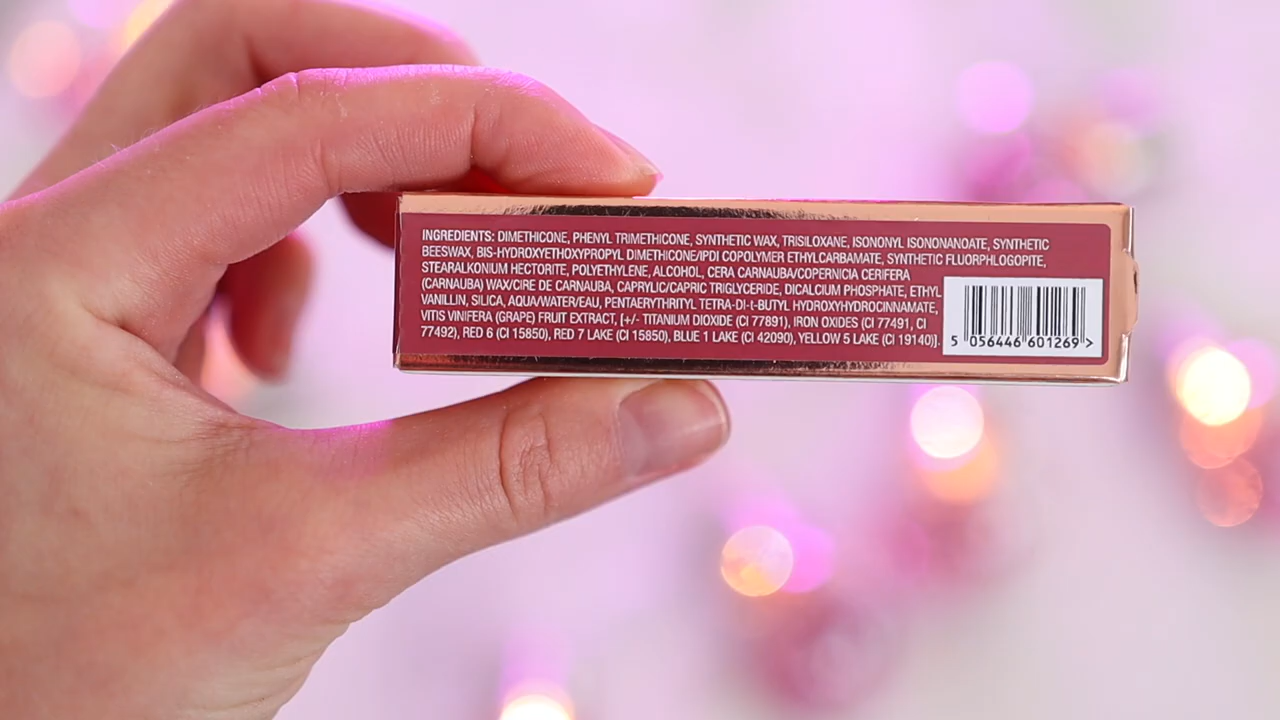 INGREDIENTS: DIMETHICONE, PHENYL TRIMETHICONE, SYNTHETIC WAX, TRISILOXANE, ISONONYL ISONONANOATE, SYNTHETIC
BEESWAX, BIS-HYDROXYETHOXYPROPYL DIMETHICONE/IPDI COPOLYMER ETHYLCARBAMATE, SYNTHETIC FLUORPHLOGOPITE,
STEARALKONIUM HECTORITE, POLYETHYLENE, ALCOHOL, CERA CARNAUBA/COPERNICIA CERIFERA
(CARNAUBA) WAX/CIRE DE CARNAUBA, CAPRYLIC/CAPRIC TRIGLYCERIDE, DICALCIUM PHOSPHATE, ETHYL
VANILLIN, SILICA, AQUA/WATER/EAU, PENTAERYTHRITYL TETRA-DI-t-BUTYL HYDROXYHYDROCINNAMATE,
VITIS VINIFERA (GRAPE) FRUIT EXTRACT, [+/- TITANIUM DIOXIDE (CI 77891), IRON OXIDES (CI 77491, CI
77492), RED 6 (CI 15850), RED 7 LAKE (CI 15850), BLUE 1 LAKE (CI 42090), YELLOW 5 LAKE (CI 19140)].
5 056446 601269 >